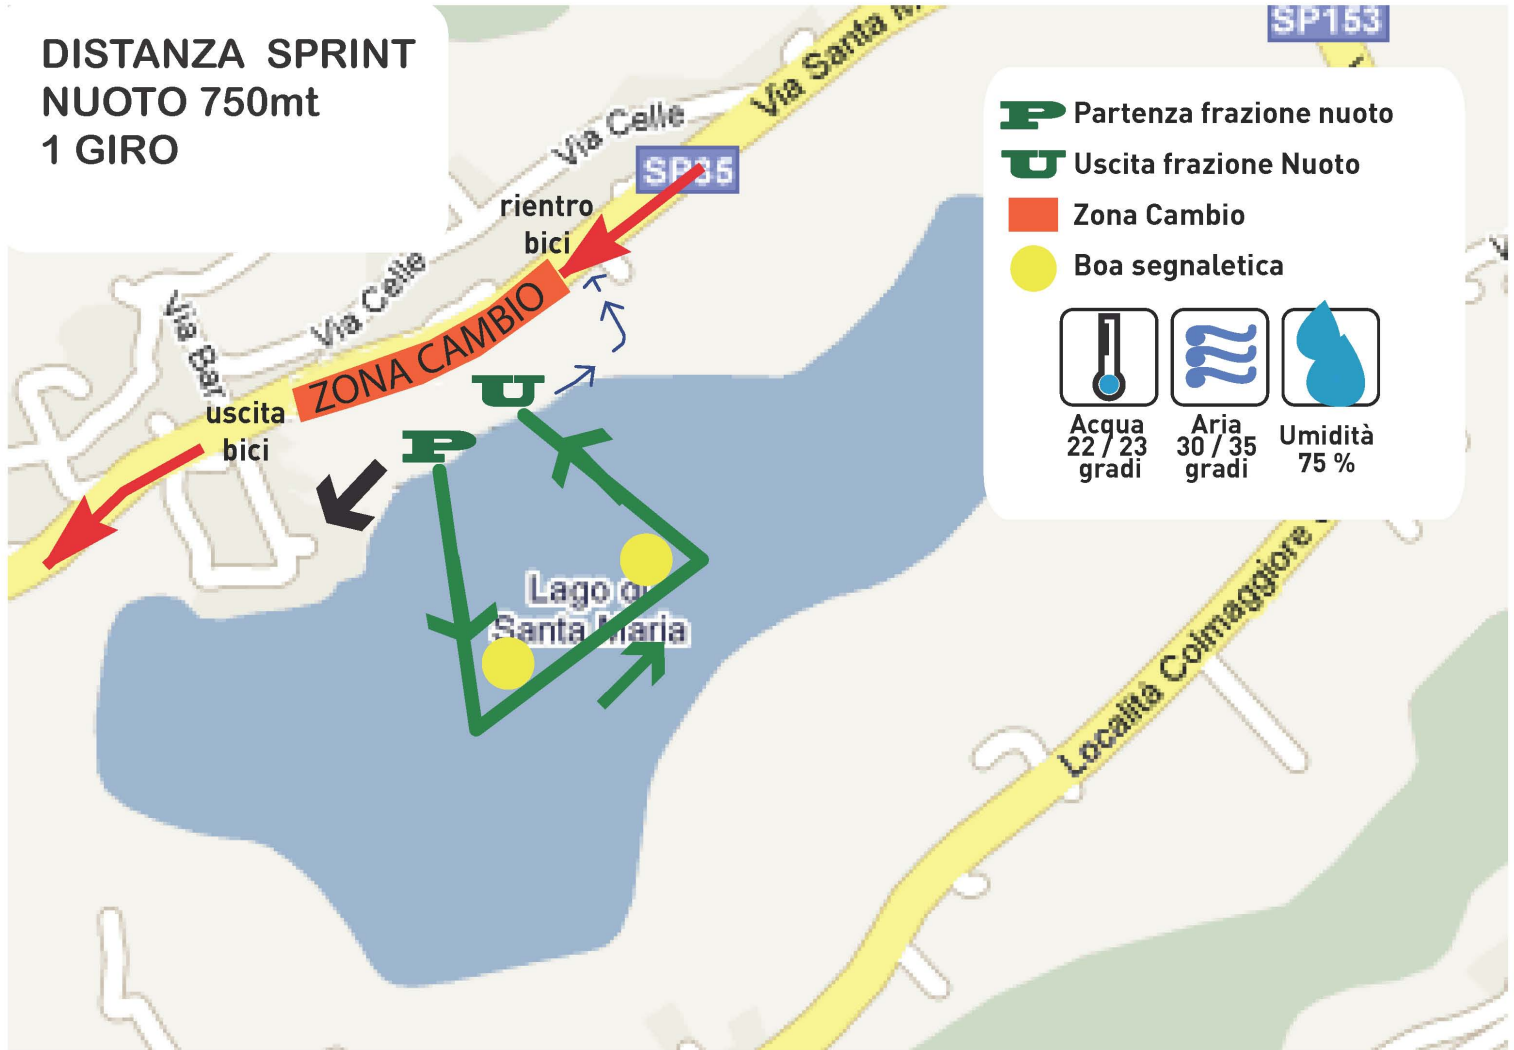 DISTANZA SPRINT
NUOTO 750mt
1 GIRO
SP153
Via Santa M
Via Celle
SP35
rientro
bici
Via Celle
Via Bar
ZONA CAMBIO
uscita
bici
U
P
Lago di
Santa Maria
Località Colmaggiore
P Partenza frazione nuoto
U Uscita frazione Nuoto
Zona Cambio
Boa segnaletica
Acqua
22 / 23
gradi
Aria
30 / 35
gradi
Umidità
75 %